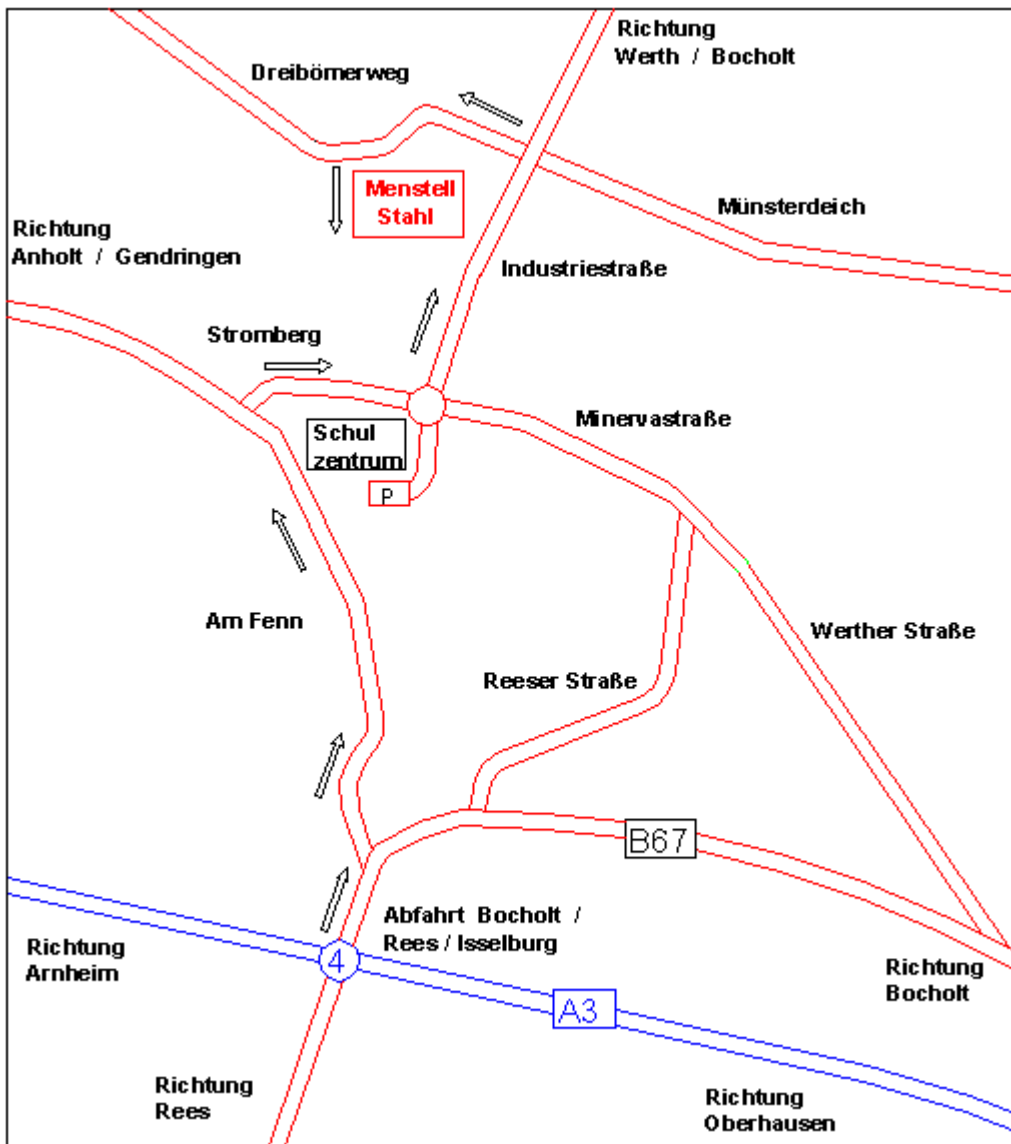 Richtung
Werth / Bocholt
Dreibömerweg
Menstell
Stahl
Münsterdeich
Richtung
Anholt / Gendringen
Industriestraße
Stromberg
Minervastraße
Schul
zentrum
P
Am Fenn
Werther Straße
Reeser Straße
B67
Abfahrt Bocholt /
Rees / Isselburg
4
Richtung
Arnheim
Richtung
Bocholt
A3
Richtung
Rees
Richtung
Oberhausen